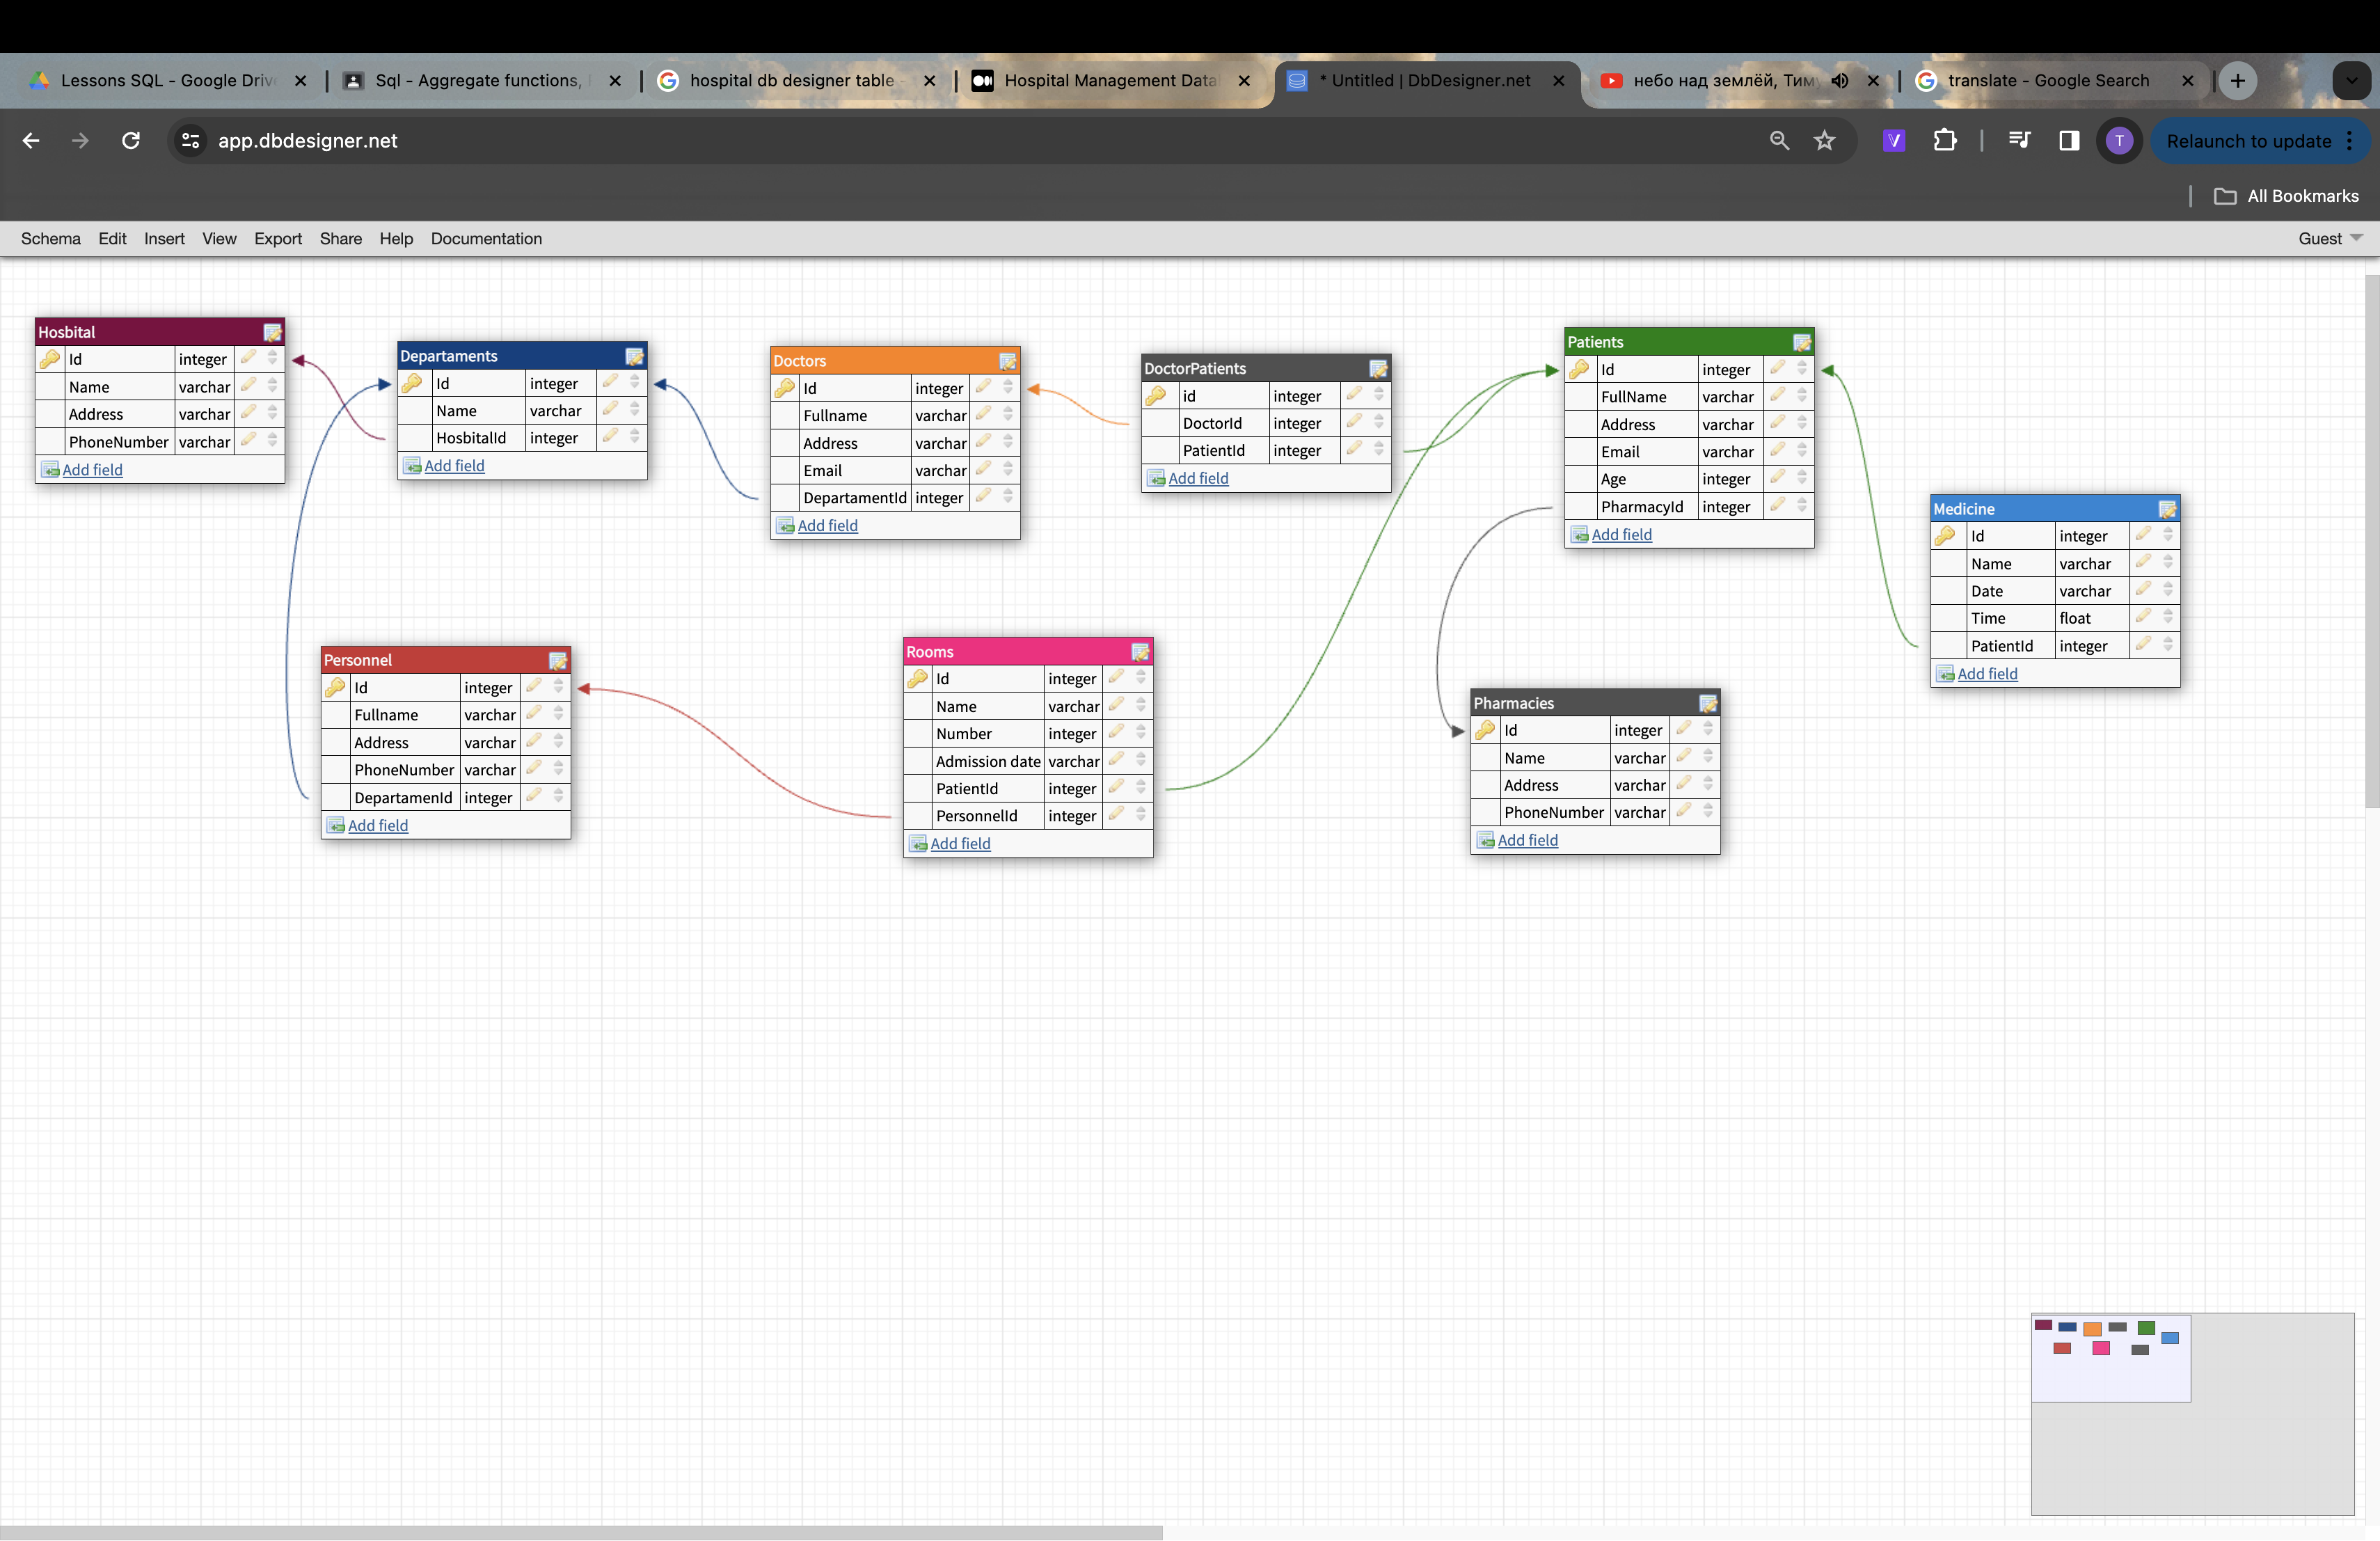 Lessons SQL - Google Driv
Sql - Aggregate functions,
hospital db designer table -
Hospital Management Data
* Untitled | DbDesigner.net
небо над землёй, Тим
translate - Google Search
app.dbdesigner.net
T
Relaunch to update
All Bookmarks
Schema Edit Insert View Export Share Help Documentation
Guest
Hosbital
Id integer
Name varchar
Address varchar
PhoneNumber varchar
Add field
Departaments
Id integer
Name varchar
HosbitalId integer
Add field
Doctors
Id integer
Fullname varchar
Address varchar
Email varchar
DepartamentId integer
Add field
DoctorPatients
id integer
DoctorId integer
PatientId integer
Add field
Patients
Id integer
FullName varchar
Address varchar
Email varchar
Age integer
PharmacyId integer
Add field
Medicine
Id integer
Name varchar
Date varchar
Time float
PatientId integer
Add field
Personnel
Id integer
Fullname varchar
Address varchar
PhoneNumber varchar
DepartamenId integer
Add field
Rooms
Id integer
Name varchar
Number integer
Admission date varchar
PatientId integer
PersonnelId integer
Add field
Pharmacies
Id integer
Name varchar
Address varchar
PhoneNumber varchar
Add field